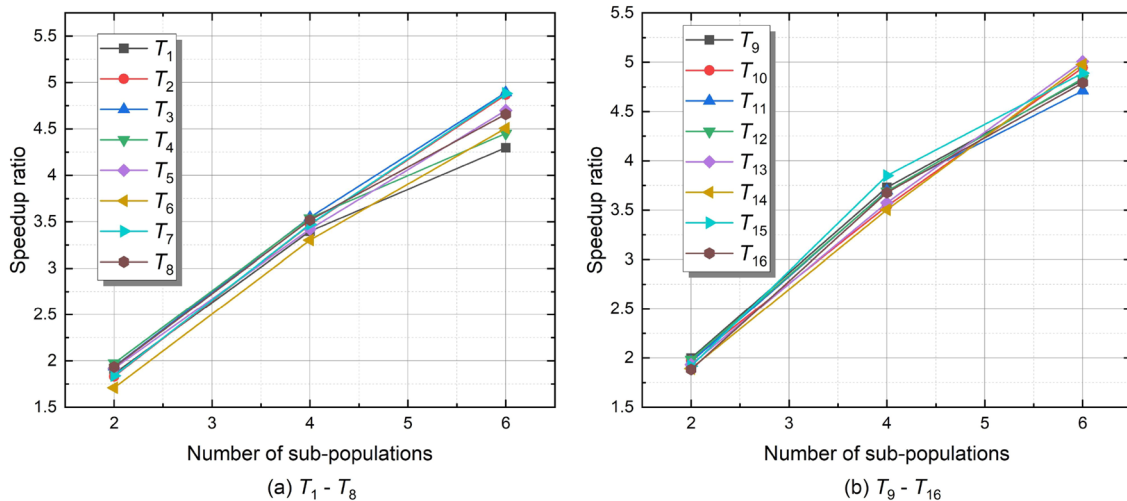 5.5
5
4.5
4
3.5
3
2.5
2
1.5
Speedup ratio
T₁
T₂
T₃
T₄
T₅
T₆
T₇
T₈
2 3 4 5 6
Number of sub-populations
(a) T₁ - T₈
5.5
5
4.5
4
3.5
3
2.5
2
1.5
Speedup ratio
T₉
T₁₀
T₁₁
T₁₂
T₁₃
T₁₄
T₁₅
T₁₆
2 3 4 5 6
Number of sub-populations
(b) T₉ - T₁₆